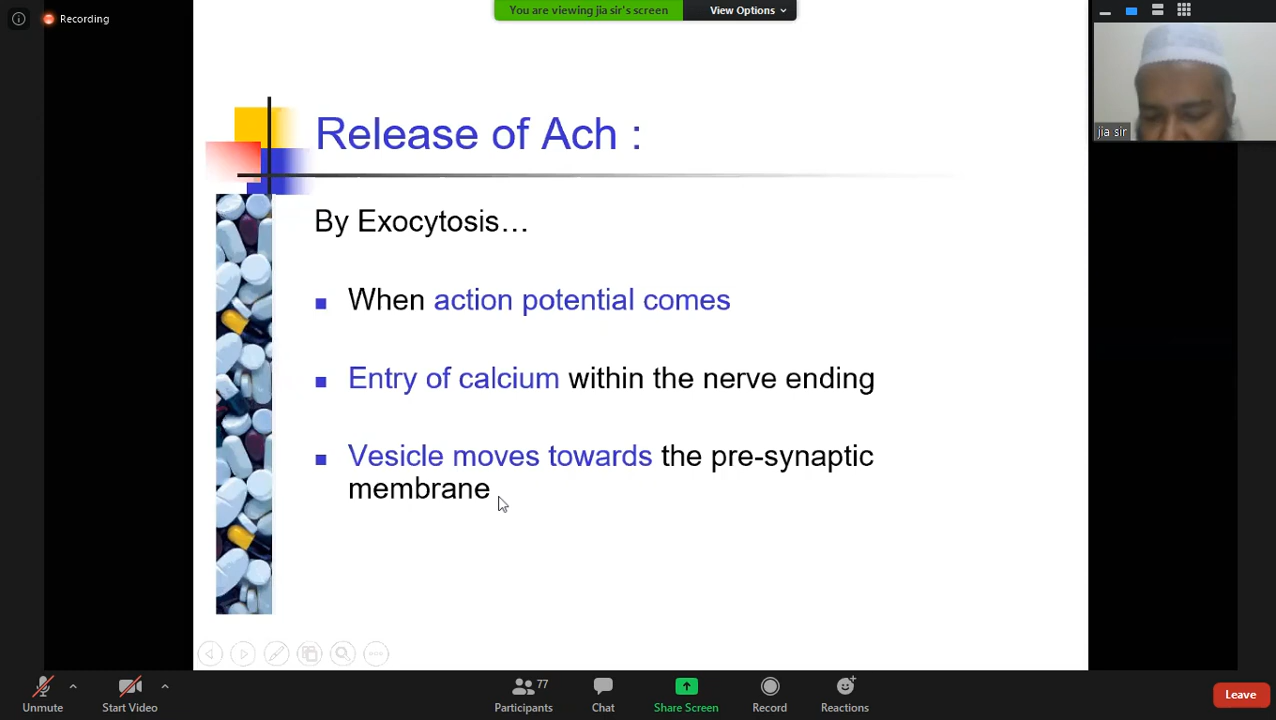 Recording
You are viewing jia sir's screen
View Options
jia sir
Release of Ach :
By Exocytosis...
When action potential comes
Entry of calcium within the nerve ending
Vesicle moves towards the pre-synaptic
membrane
Unmute
Start Video
77
Participants
Chat
Share Screen
Record
Reactions
Leave